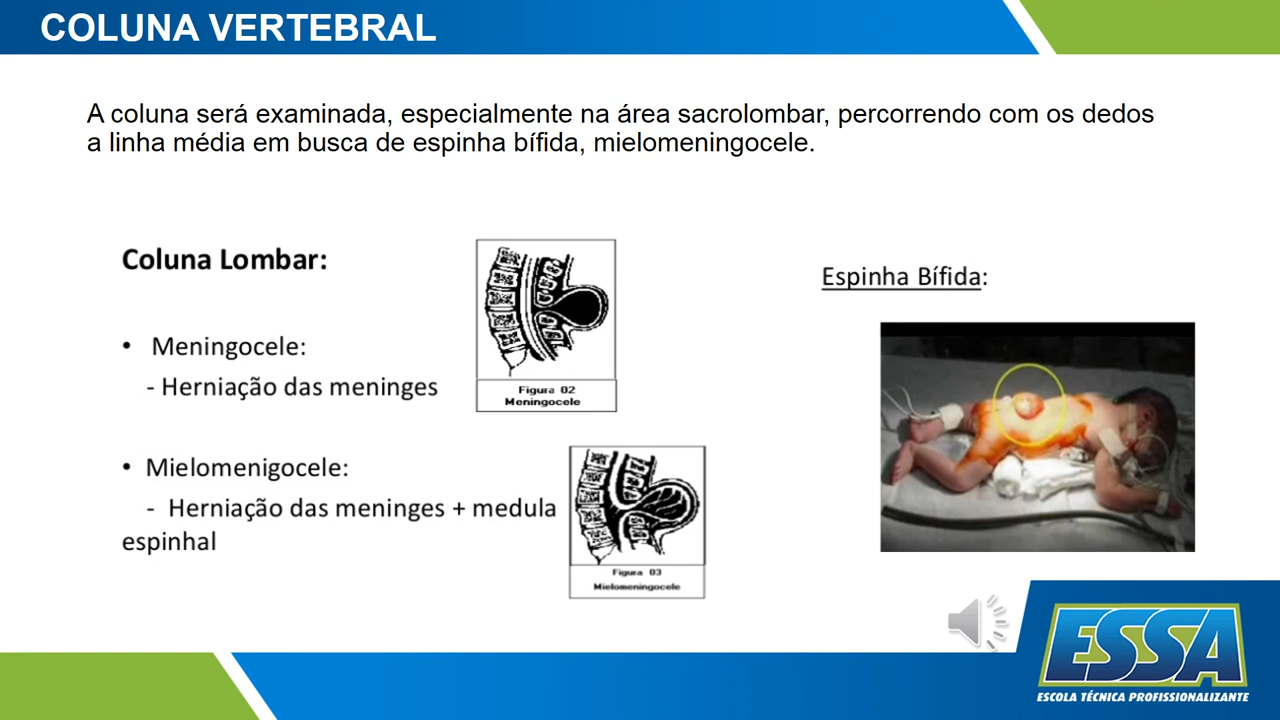 COLUNA VERTEBRAL
A coluna será examinada, especialmente na área sacrolombar, percorrendo com os dedos
a linha média em busca de espinha bífida, mielomeningocele.
Coluna Lombar:
• Meningocele:
- Herniação das meninges
Figura 02
Meningocele
• Mielomenigocele:
- Herniação das meninges + medula
espinhal
Figura 03
Mielomeningocele
Espinha Bífida:
ESSA
ESCOLA TÉCNICA PROFISSIONALIZANTE